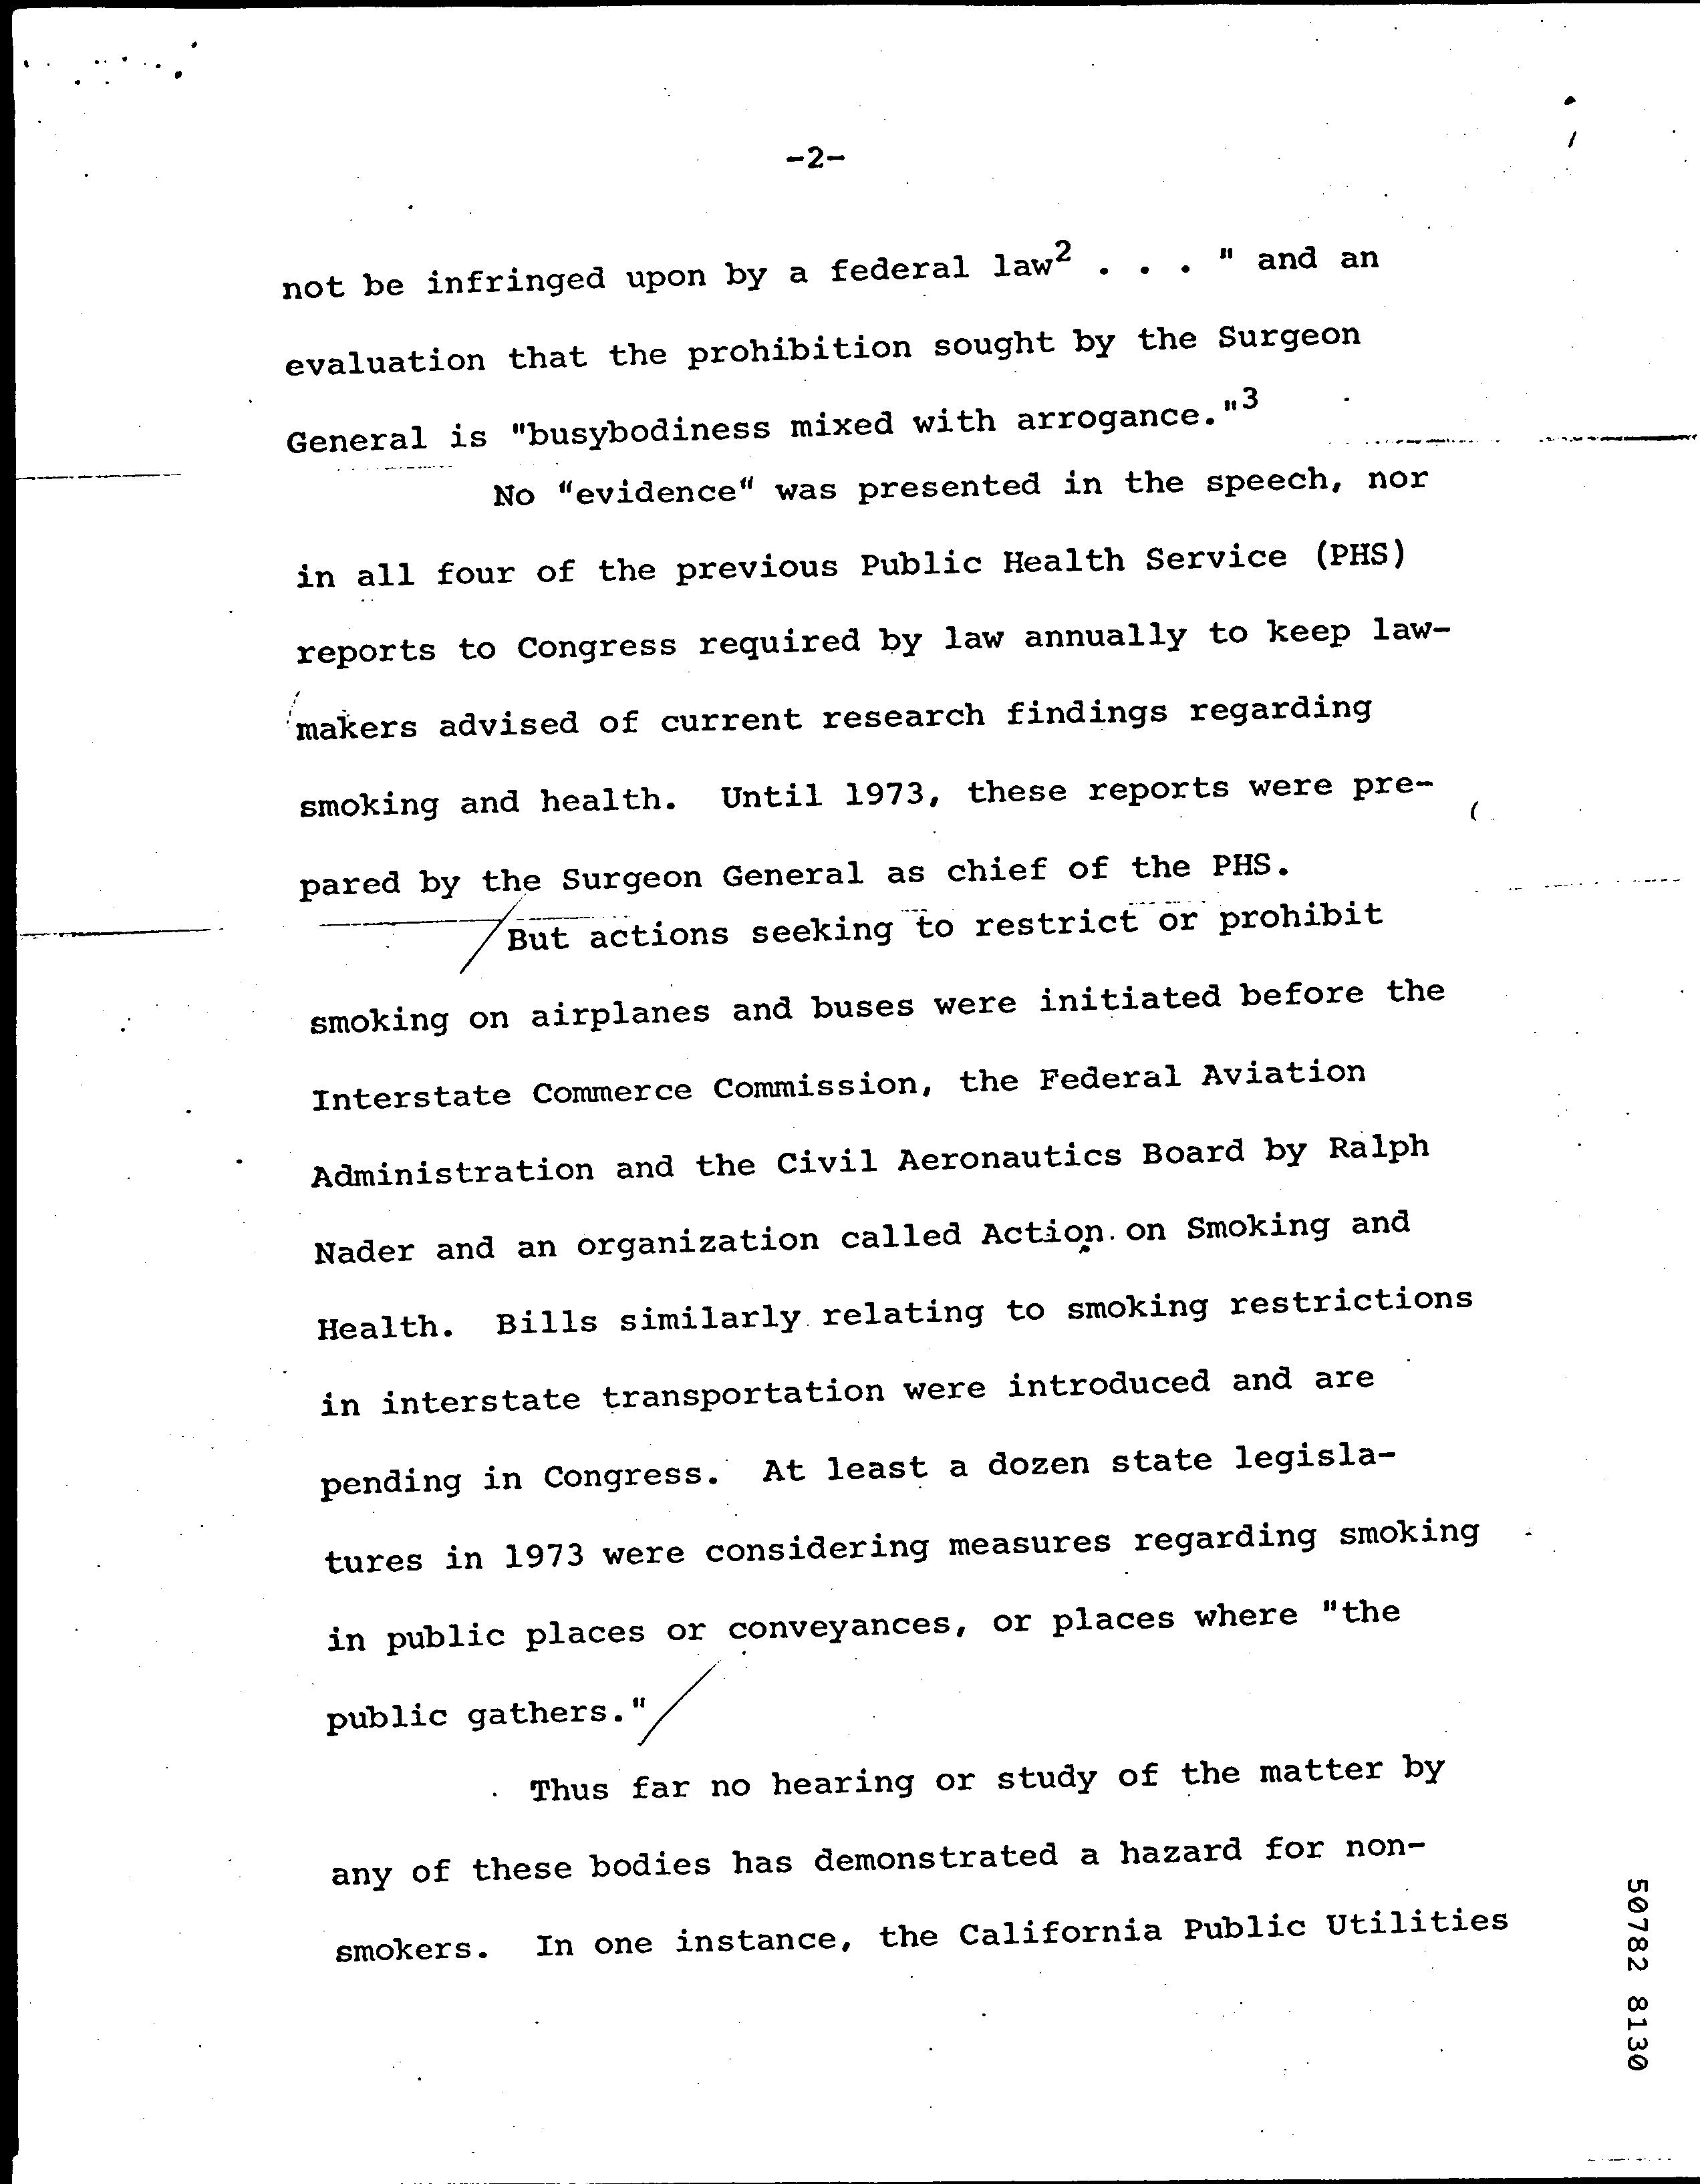 -2-
not be infringed upon by a federal law2 . . . " and an
evaluation that the prohibition sought by the Surgeon
General is "busybodiness mixed with arrogance."3
No "evidence" was presented in the speech, nor
in all four of the previous Public Health Service (PHS)
reports to Congress required by law annually to keep law-
makers advised of current research findings regarding
smoking and health. Until 1973, these reports were pre-
pared by the Surgeon General as chief of the PHS.
But actions seeking to restrict or prohibit
smoking on airplanes and buses were initiated before the
Interstate Commerce Commission, the Federal Aviation
Administration and the Civil Aeronautics Board by Ralph
Nader and an organization called Action on Smoking and
Health. Bills similarly relating to smoking restrictions
in interstate transportation were introduced and are
pending in Congress. At least a dozen state legisla-
tures in 1973 were considering measures regarding smoking
in public places or conveyances, or places where "the
public gathers."
Thus far no hearing or study of the matter by
any of these bodies has demonstrated a hazard for non-
smokers. In one instance, the California Public Utilities
50782 8130